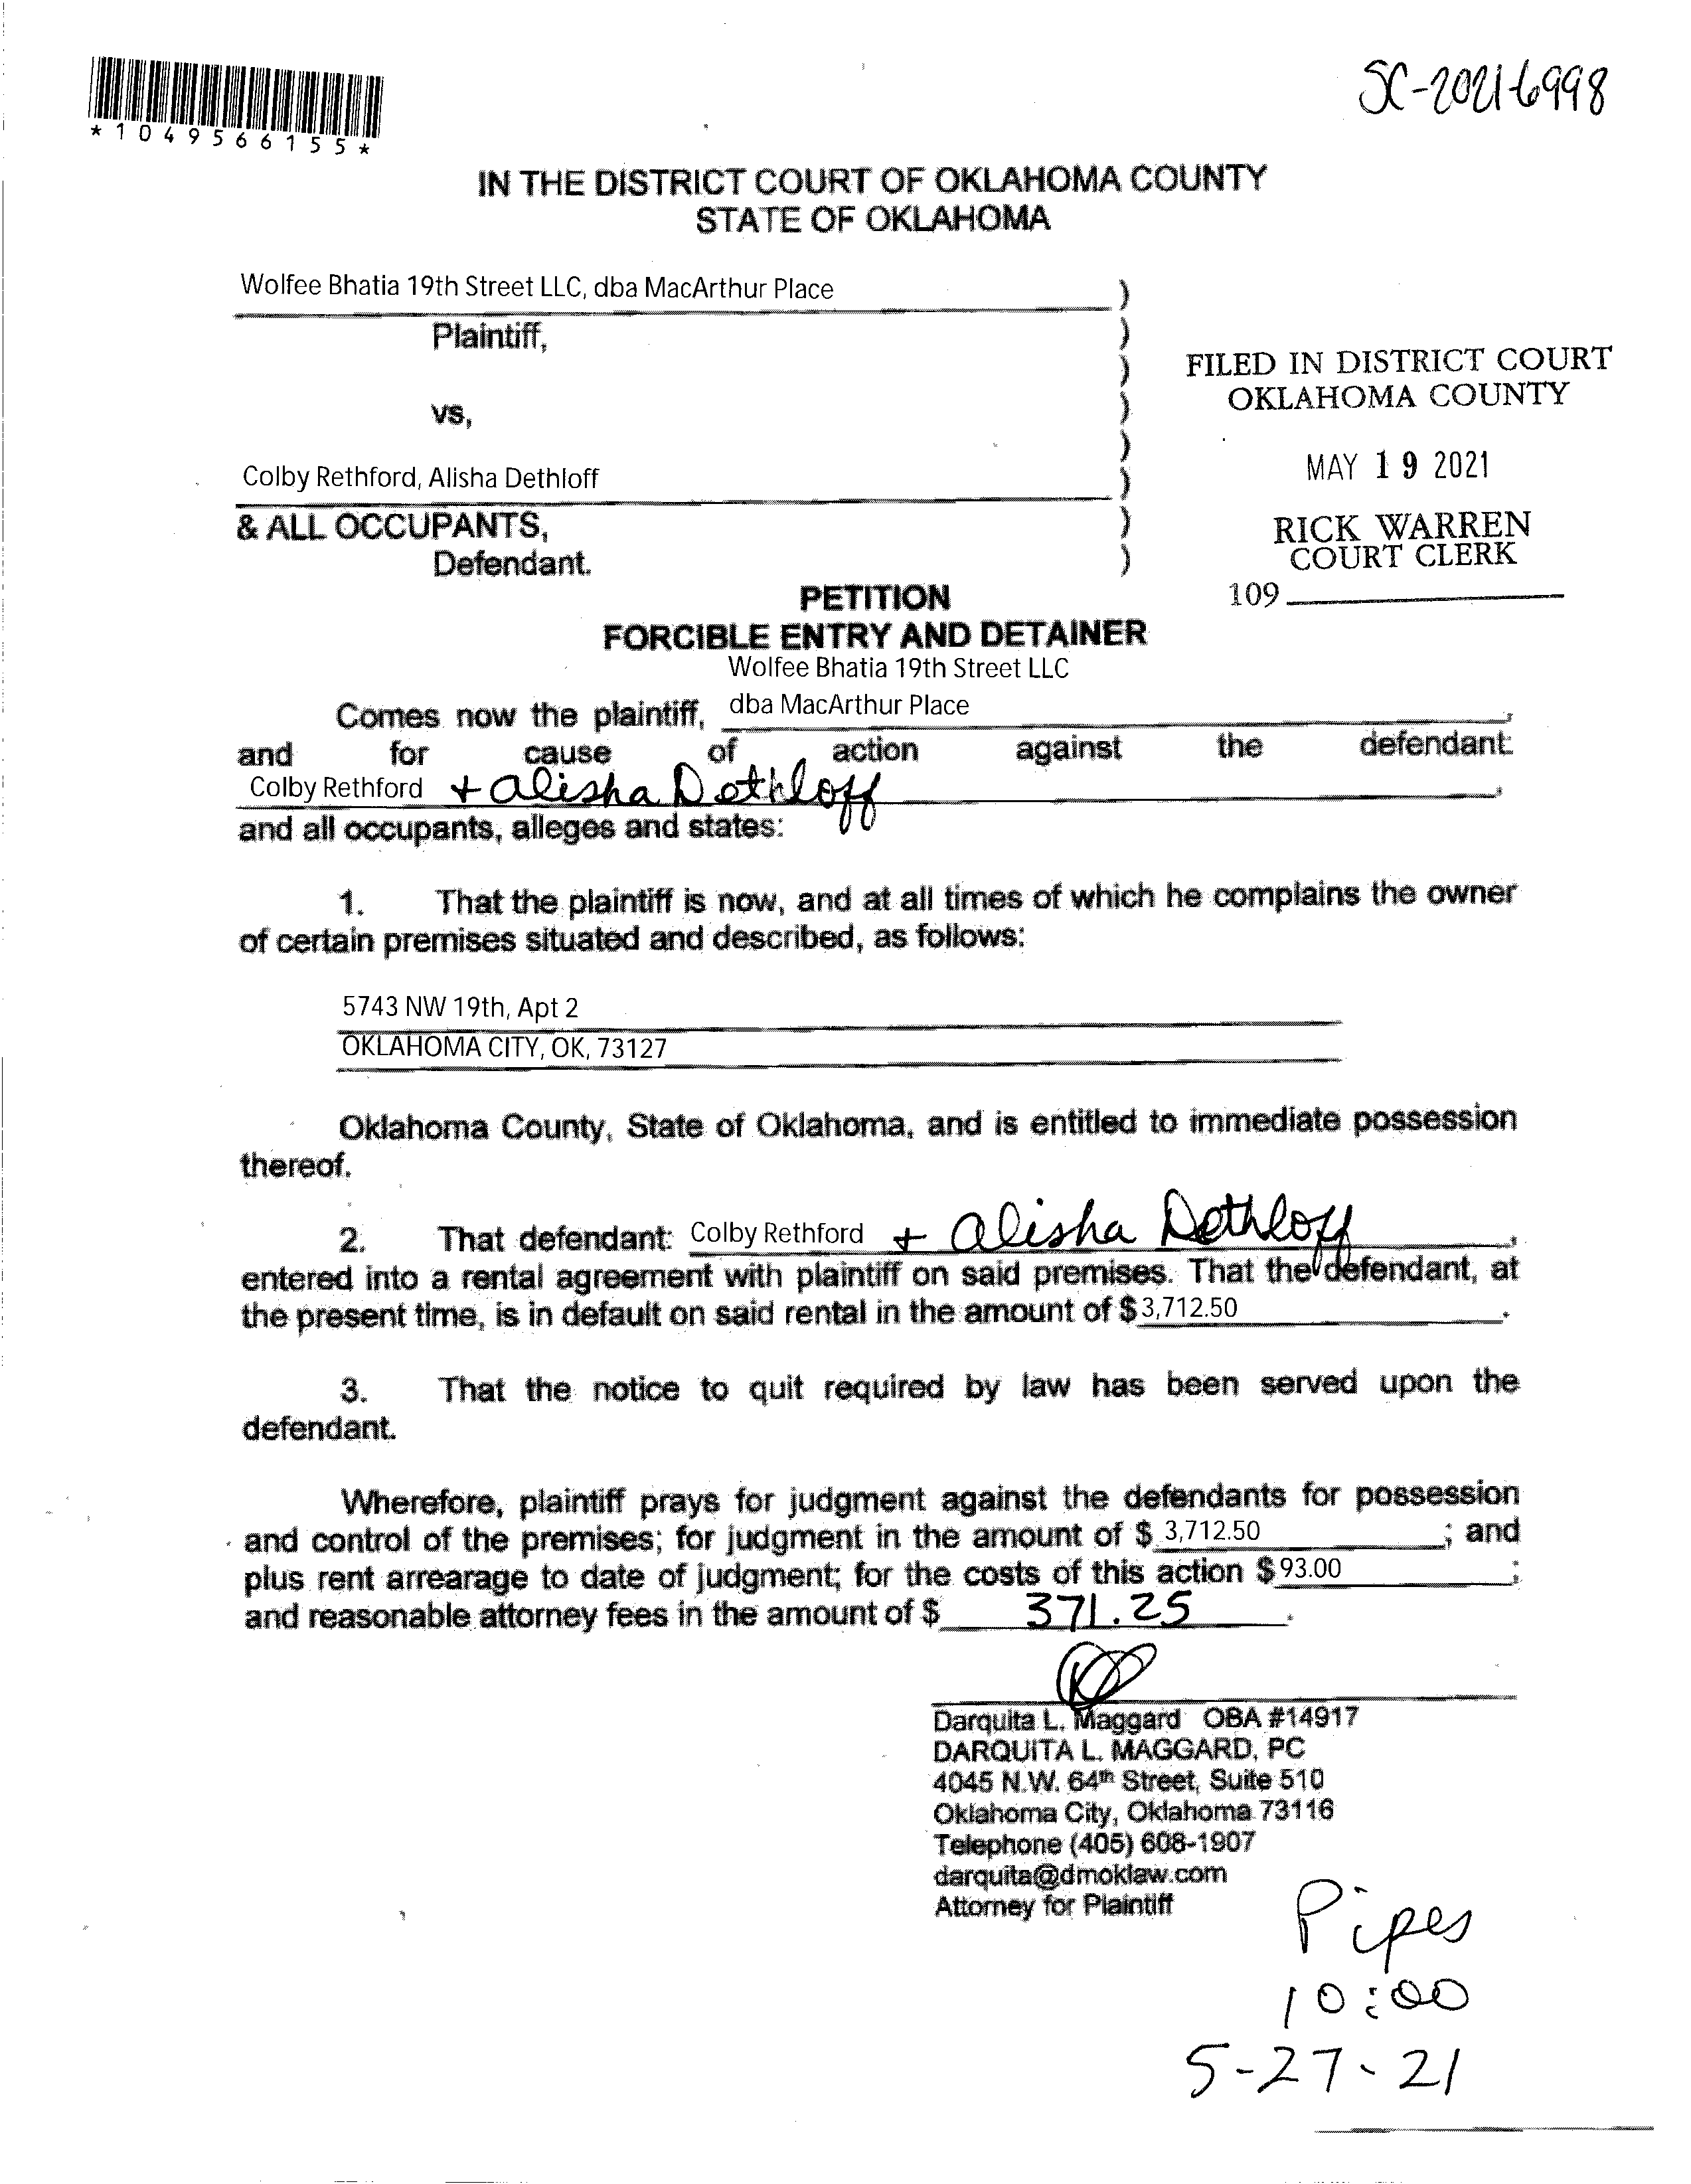 SC-2021-6998
*1049566155*
IN THE DISTRICT COURT OF OKLAHOMA COUNTY
STATE OF OKLAHOMA
Wolfee Bhatia 19th Street LLC, dba MacArthur Place )
Plaintiff, )
)
vs, )
)
Colby Rethford, Alisha Dethloff )
& ALL OCCUPANTS, )
Defendant. )
FILED IN DISTRICT COURT
OKLAHOMA COUNTY
MAY 19 2021
RICK WARREN
COURT CLERK
109
PETITION
FORCIBLE ENTRY AND DETAINER
Wolfee Bhatia 19th Street LLC
Comes now the plaintiff, dba MacArthur Place,
and for cause of action against the defendant:
Colby Rethford + Alisha Dethloff,
and all occupants, alleges and states:
1. That the plaintiff is now, and at all times of which he complains the owner
of certain premises situated and described, as follows:
5743 NW 19th, Apt 2
OKLAHOMA CITY, OK, 73127
Oklahoma County, State of Oklahoma, and is entitled to immediate possession
thereof.
2. That defendant: Colby Rethford + Alisha Dethloff,
entered into a rental agreement with plaintiff on said premises. That the defendant, at
the present time, is in default on said rental in the amount of $3,712.50.
3. That the notice to quit required by law has been served upon the
defendant.
Wherefore, plaintiff prays for judgment against the defendants for possession
and control of the premises; for judgment in the amount of $ 3,712.50; and
plus rent arrearage to date of judgment; for the costs of this action $93.00;
and reasonable attorney fees in the amount of $ 371.25.
Darquita L. Maggard OBA #14917
DARQUITA L. MAGGARD, PC
4045 N.W. 64th Street, Suite 510
Oklahoma City, Oklahoma 73116
Telephone (405) 608-1907
darquita@dmoklaw.com
Attorney for Plaintiff
Pipes
10:00
5-27-21